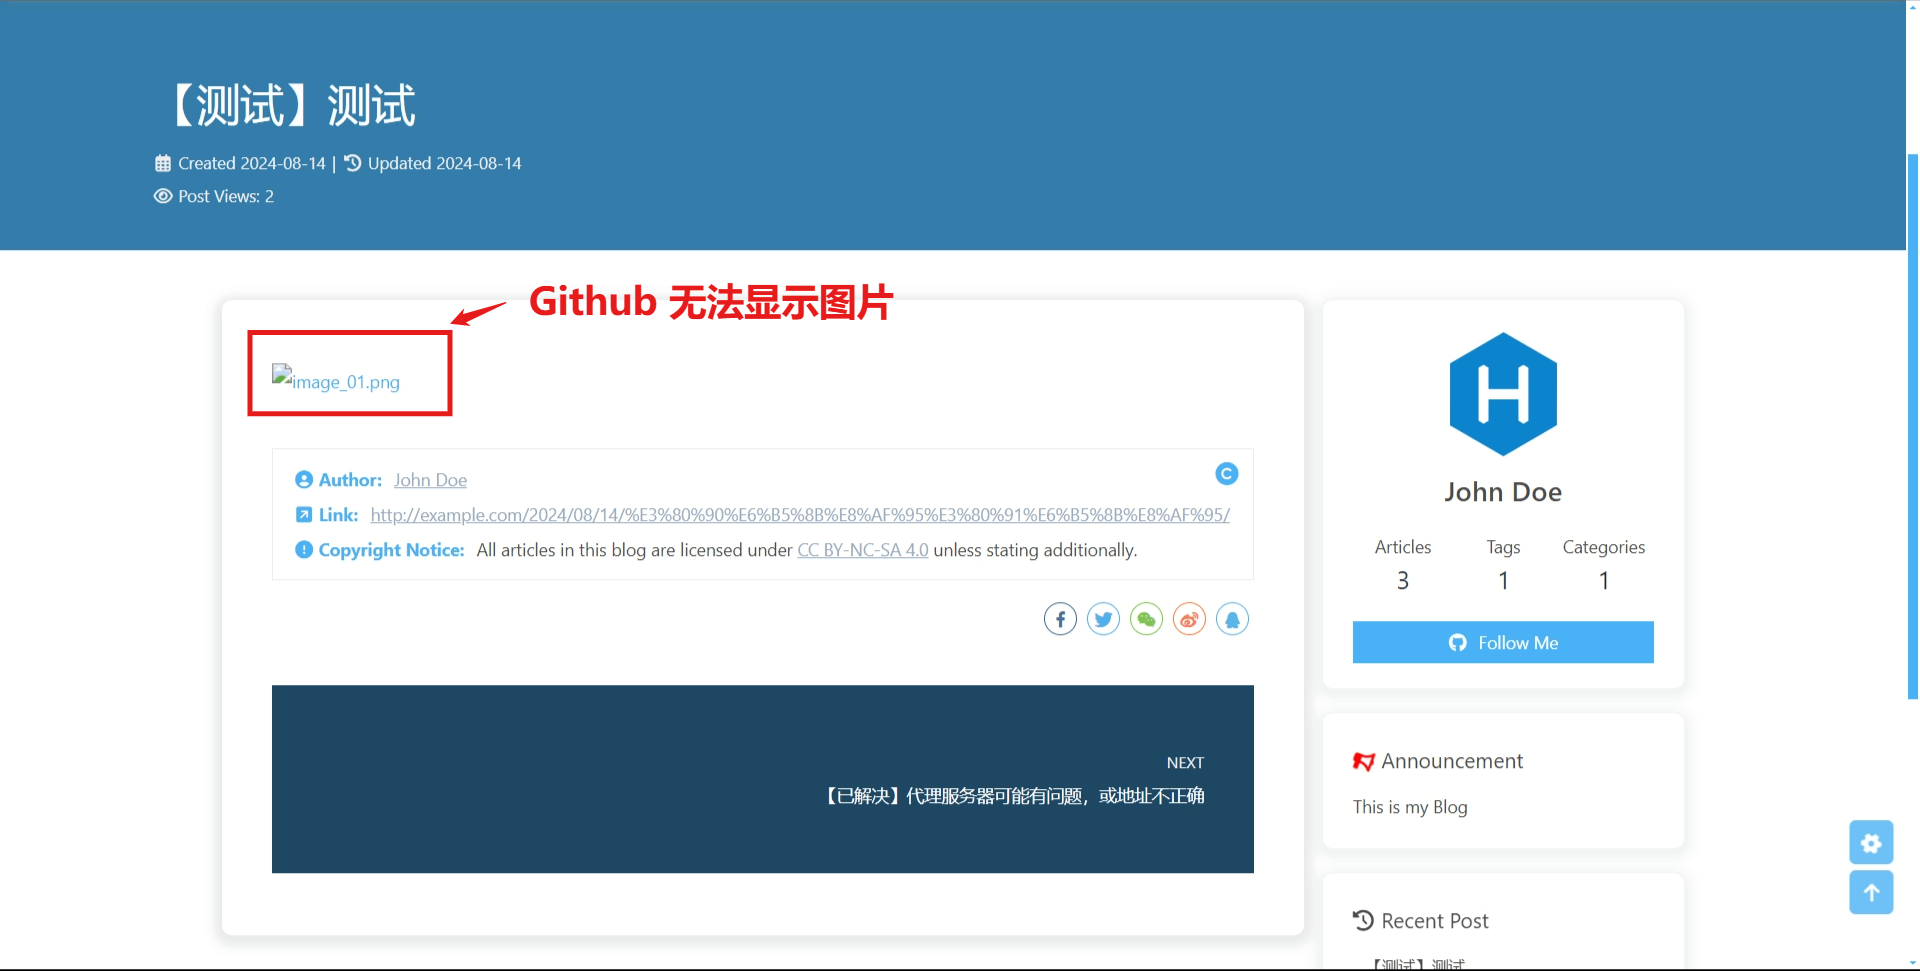 【测试】测试
Created 2024-08-14 | Updated 2024-08-14
Post Views: 2
Github 无法显示图片
image_01.png
Author: John Doe
Link: http://example.com/2024/08/14/%E3%80%90%E6%B5%8B%E8%AF%95%E3%80%91%E6%B5%8B%E8%AF%95/
Copyright Notice: All articles in this blog are licensed under CC BY-NC-SA 4.0 unless stating additionally.
NEXT
【已解决】代理服务器可能有问题，或地址不正确
John Doe
Articles Tags Categories
3 1 1
Follow Me
Announcement
This is my Blog
Recent Post
【测试】测试